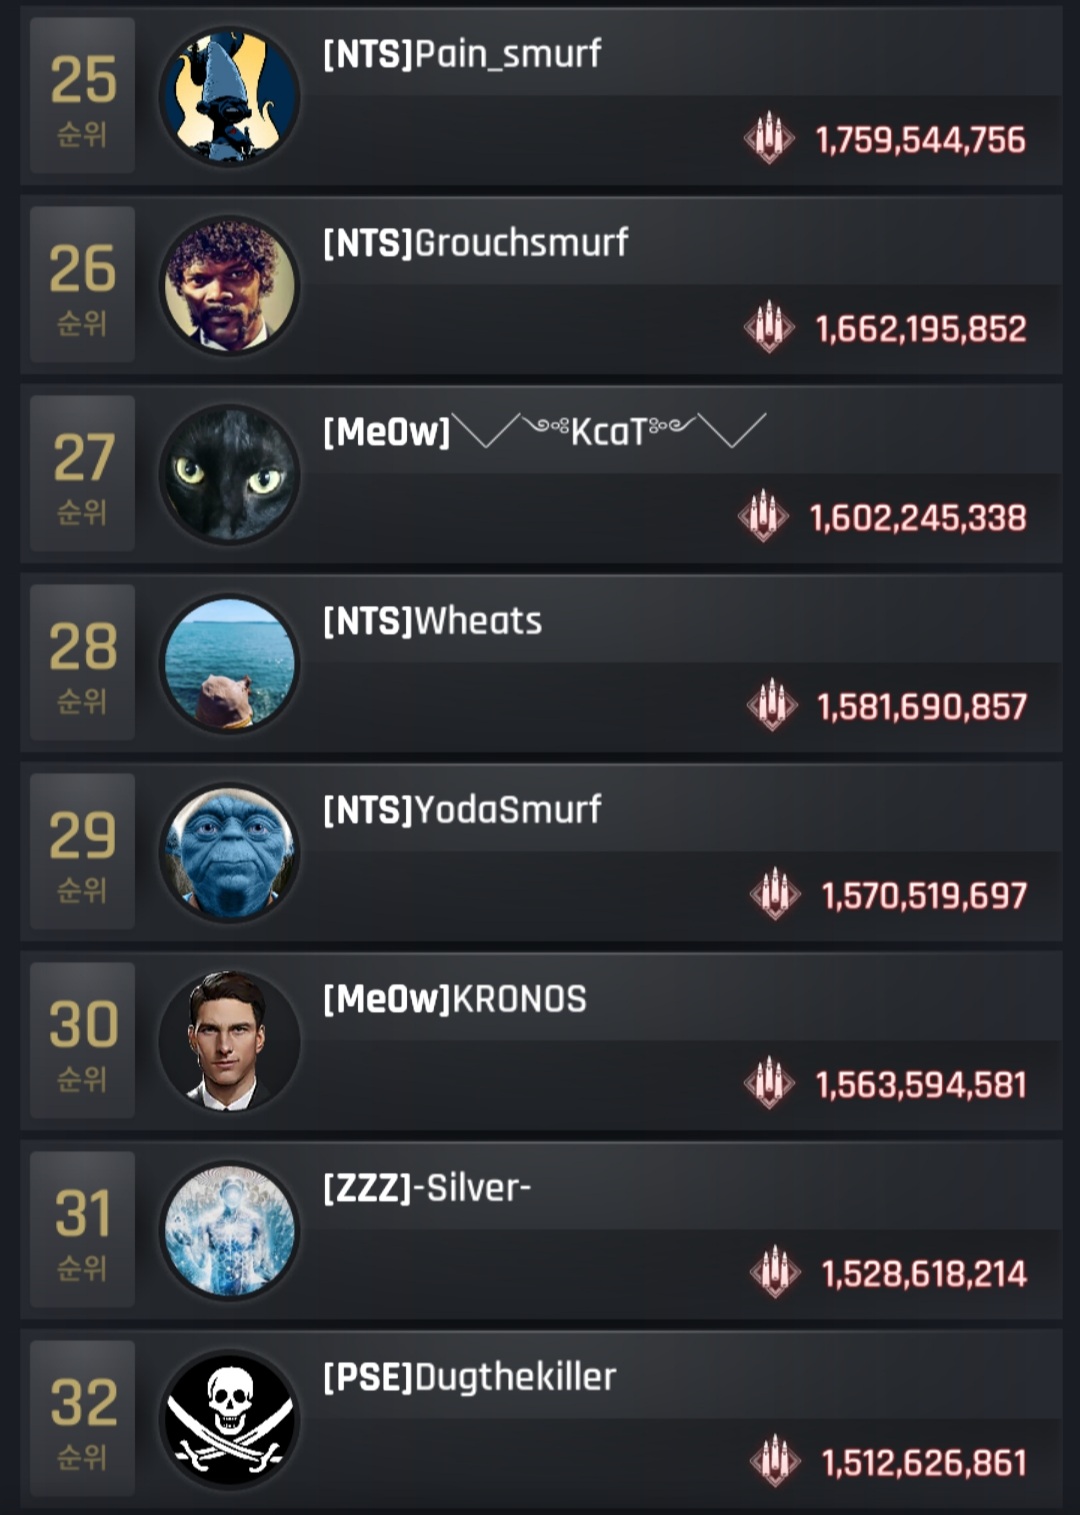 25
순위
[NTS]Pain_smurf
1,759,544,756
26
순위
[NTS]Grouchsmurf
1,662,195,852
27
순위
[Me0w]╲╱༺KcaT༻╲╱
1,602,245,338
28
순위
[NTS]Wheats
1,581,690,857
29
순위
[NTS]YodaSmurf
1,570,519,697
30
순위
[Me0w]KRONOS
1,563,594,581
31
순위
[ZZZ]-Silver-
1,528,618,214
32
순위
[PSE]Dugthekiller
1,512,626,861